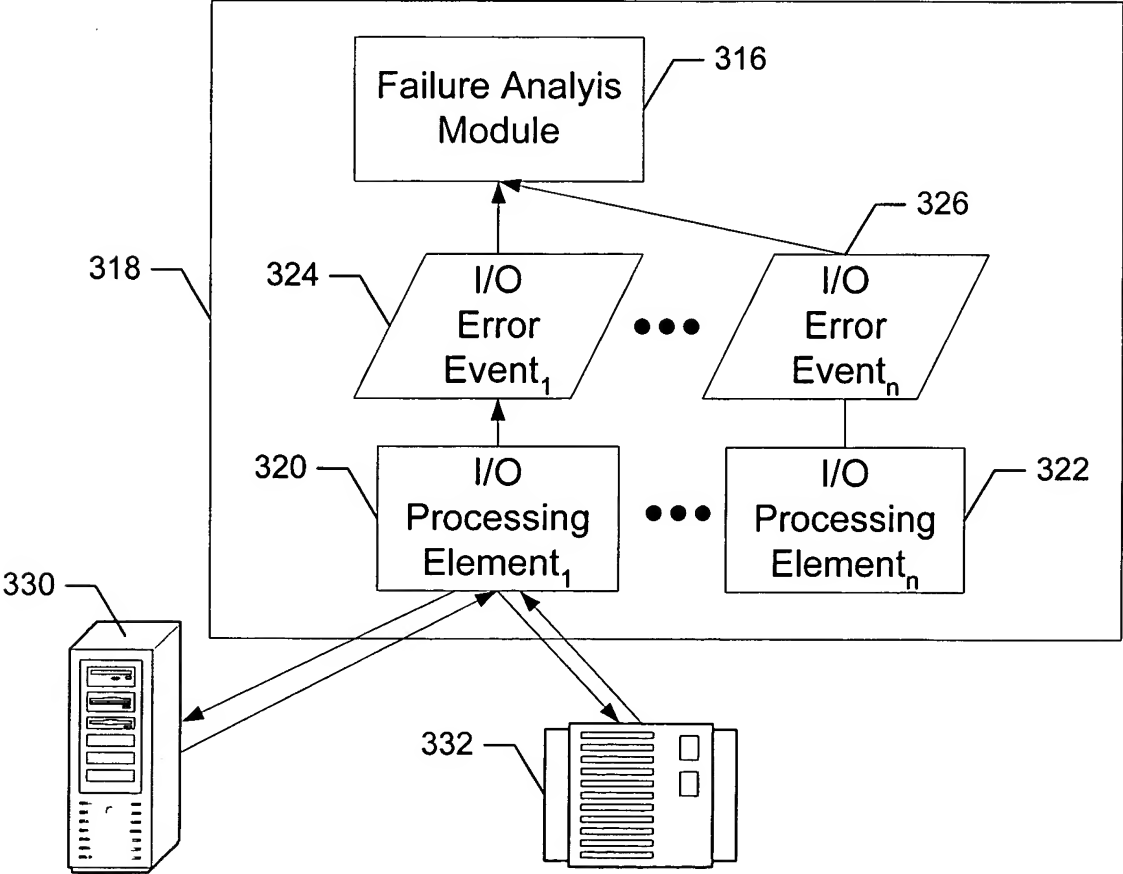 316
Failure Analyis
Module
326
318
324
I/O
Error
Event1
I/O
Error
Eventn
320
I/O
Processing
Element1
I/O
Processing
Elementn
322
330
332